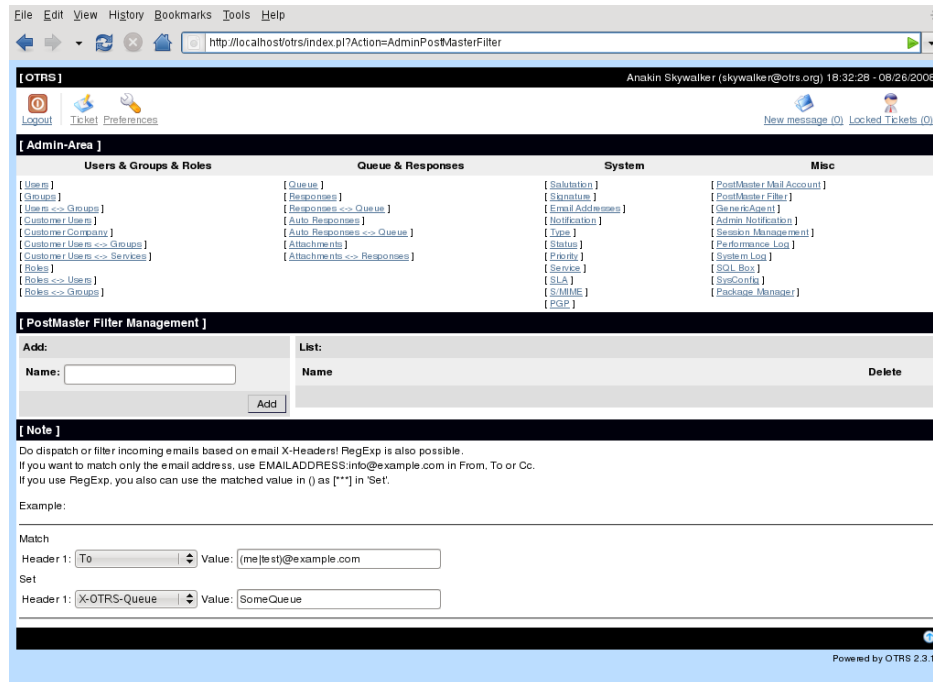 File Edit View History Bookmarks Tools Help
http://localhost/otrs/index.pl?Action=AdminPostMasterFilter
[ OTRS ] Anakin Skywalker (skywalker@otrs.org) 18:32:28 - 08/26/2008
Logout Ticket Preferences New message (0) Locked Tickets (0)
[ Admin-Area ]
Users & Groups & Roles Queue & Responses System Misc
[ Users ] [ Queue ] [ Salutation ] [ PostMaster Mail Account ]
[ Groups ] [ Responses ] [ Signature ] [ PostMaster Filter ]
[ Users <-> Groups ] [ Responses <-> Queue ] [ Email Addresses ] [ GenericAgent ]
[ Customer Users ] [ Auto Responses ] [ Notification ] [ Admin Notification ]
[ Customer Company ] [ Auto Responses <-> Queue ] [ Type ] [ Session Management ]
[ Customer Users <-> Groups ] [ Attachments ] [ Status ] [ Performance Log ]
[ Customer Users <-> Services ] [ Attachments <-> Responses ] [ Priority ] [ System Log ]
[ Roles ] [ Service ] [ SQL Box ]
[ Roles <-> Users ] [ SLA ] [ SysConfig ]
[ Roles <-> Groups ] [ S/MIME ] [ Package Manager ]
[ PGP ]
[ PostMaster Filter Management ]
Add: List:
Name: Name Delete
Add
[ Note ]
Do dispatch or filter incoming emails based on email X-Headers! RegExp is also possible.
If you want to match only the email address, use EMAILADDRESS:info@example.com in From, To or Cc.
If you use RegExp, you also can use the matched value in () as [***] in 'Set'.
Example:
Match
Header 1: To Value: (me|test)@example.com
Set
Header 1: X-OTRS-Queue Value: SomeQueue
Powered by OTRS 2.3.1